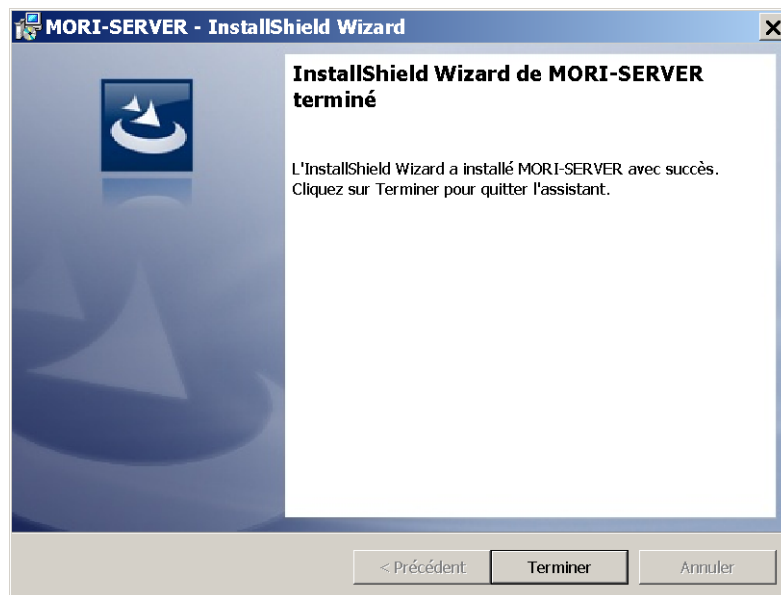 MORI-SERVER - InstallShield Wizard
InstallShield Wizard de MORI-SERVER
terminé
L'InstallShield Wizard a installé MORI-SERVER avec succès.
Cliquez sur Terminer pour quitter l'assistant.
< Précédent Terminer Annuler